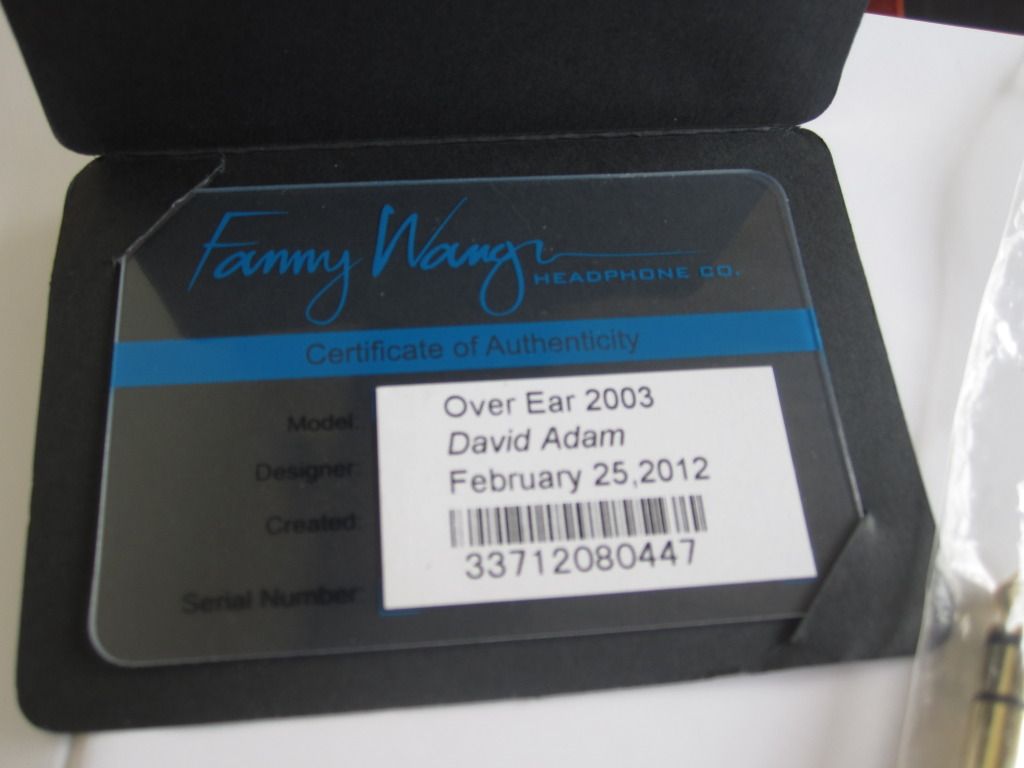 Fanny Wang
HEADPHONE CO.
Certificate of Authenticity
Model: Over Ear 2003
Designer: David Adam
Created: February 25,2012
Serial Number: 33712080447